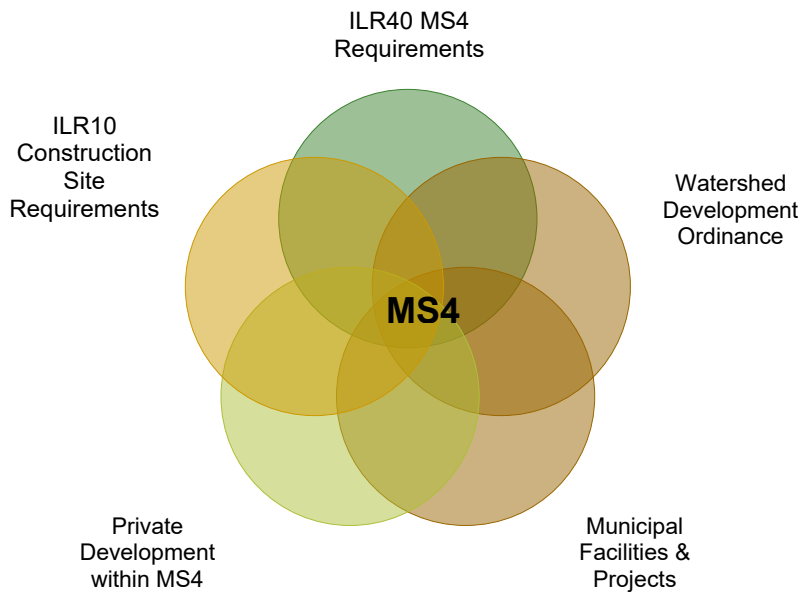 ILR40 MS4
Requirements
ILR10
Construction
Site
Requirements
Watershed
Development
Ordinance
MS4
Private
Development
within MS4
Municipal
Facilities &
Projects